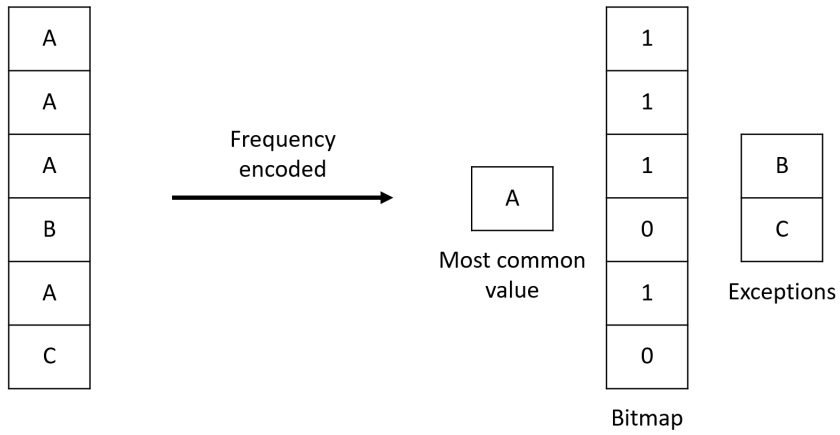 A
A
A
B
A
C
Frequency
encoded
A
Most common
value
1
1
1
0
1
0
Bitmap
B
C
Exceptions